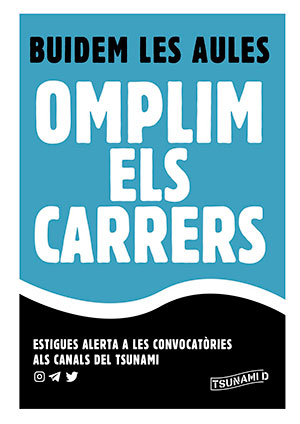 BUIDEM LES AULES
OMPLIM
ELS
CARRERS
ESTIGUES ALERTA A LES CONVOCATÒRIES
ALS CANALS DEL TSUNAMI
TSUNAMI D